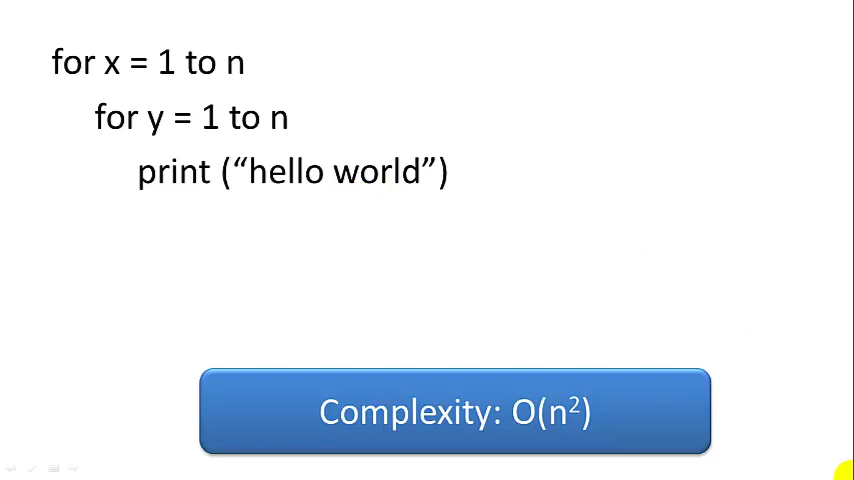 for x = 1 to n
for y = 1 to n
print (“hello world”)
Complexity: O(n²)